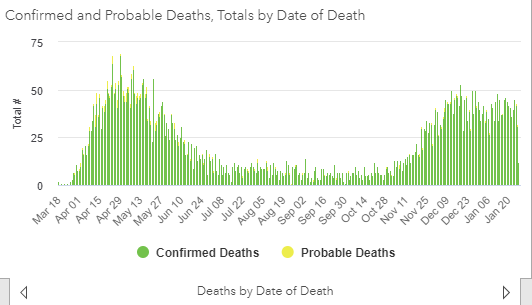 Confirmed and Probable Deaths, Totals by Date of Death
75
50
25
0
Total #
Mar 18
Apr 01
Apr 15
Apr 29
May 13
May 27
Jun 10
Jun 24
Jul 08
Jul 22
Aug 05
Aug 19
Sep 02
Sep 16
Sep 30
Oct 14
Oct 28
Nov 11
Nov 25
Dec 09
Dec 23
Jan 06
Jan 20
Confirmed Deaths
Probable Deaths
Deaths by Date of Death